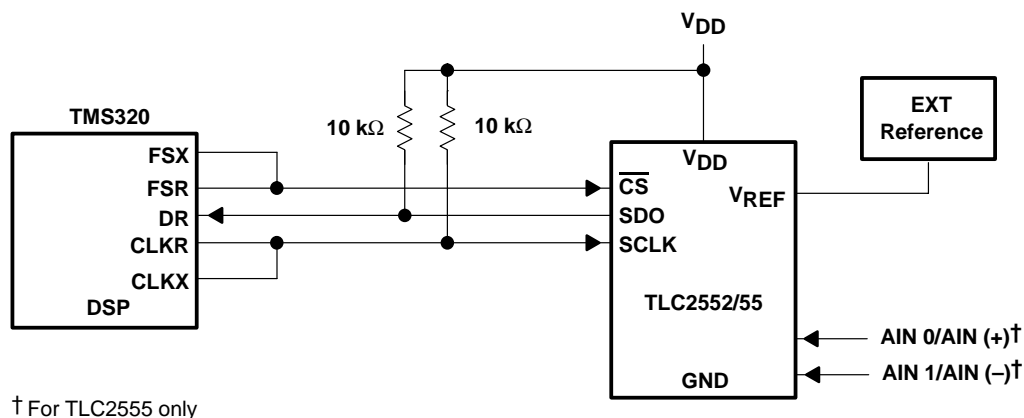 VDD
TMS320
FSX
FSR
DR
CLKR
CLKX
DSP
10 kΩ
10 kΩ
VDD
CS
SDO
SCLK
VREF
TLC2552/55
GND
EXT
Reference
AIN 0/AIN (+)†
AIN 1/AIN (–)†
† For TLC2555 only